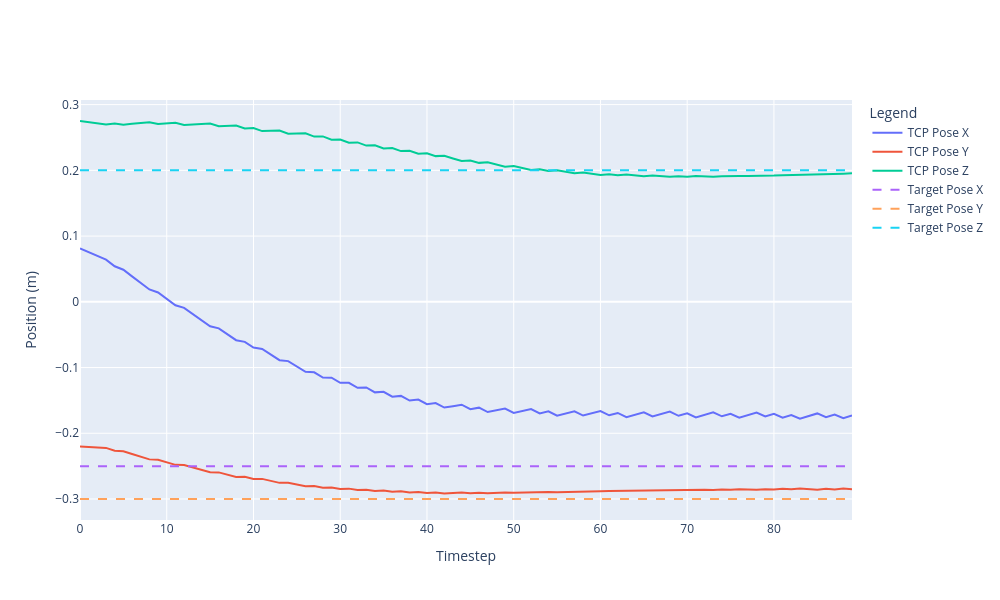 0.3
0.2
0.1
0
−0.1
−0.2
−0.3
Position (m)
0 10 20 30 40 50 60 70 80
Timestep
Legend
TCP Pose X
TCP Pose Y
TCP Pose Z
Target Pose X
Target Pose Y
Target Pose Z